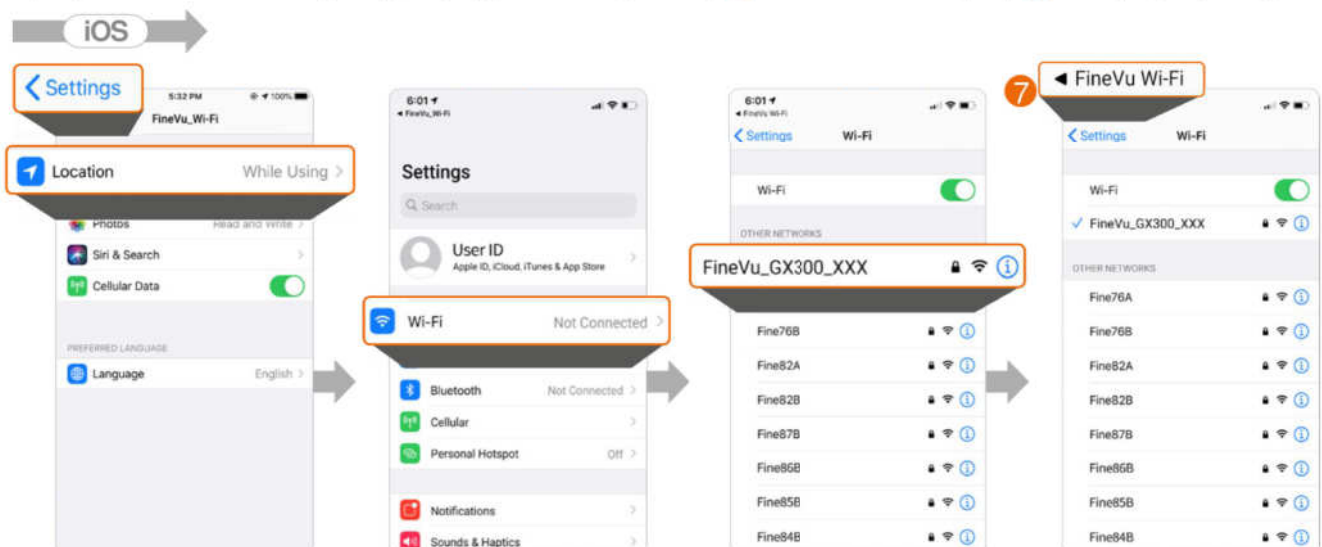 iOS
Settings
5:32 PM
100%
FineVu_Wi-Fi
Location While Using
Photos Read and Write
Siri & Search
Cellular Data
PREFERRED LANGUAGE
Language English
6:01
FineVu_Wi-Fi
Settings
Search
User ID
Apple ID, iCloud, iTunes & App Store
Wi-Fi Not Connected
Bluetooth Not Connected
Cellular
Personal Hotspot Off
Notifications
Sounds & Haptics
6:01
FineVu_Wi-Fi
Settings Wi-Fi
Wi-Fi
OTHER NETWORKS
FineVu_GX300_XXX
Fine76B
Fine82A
Fine82B
Fine87B
Fine86B
Fine85B
Fine84B
7
FineVu Wi-Fi
Settings Wi-Fi
Wi-Fi
FineVu_GX300_XXX
OTHER NETWORKS
Fine76A
Fine76B
Fine82A
Fine82B
Fine87B
Fine86B
Fine85B
Fine84B